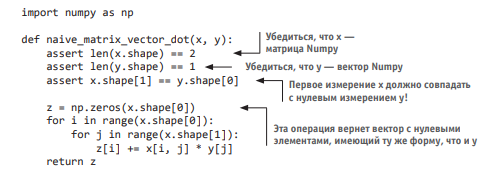 import numpy as np
def naive_matrix_vector_dot(x, y):
    assert len(x.shape) == 2
    assert len(y.shape) == 1
    assert x.shape[1] == y.shape[0]
    z = np.zeros(x.shape[0])
    for i in range(x.shape[0]):
        for j in range(x.shape[1]):
            z[i] += x[i, j] * y[j]
    return z
Убедиться, что x —
матрица Numpy
Убедиться, что y — вектор Numpy
Первое измерение x должно совпадать
с нулевым измерением y!
Эта операция вернет вектор с нулевыми
элементами, имеющий ту же форму, что и y